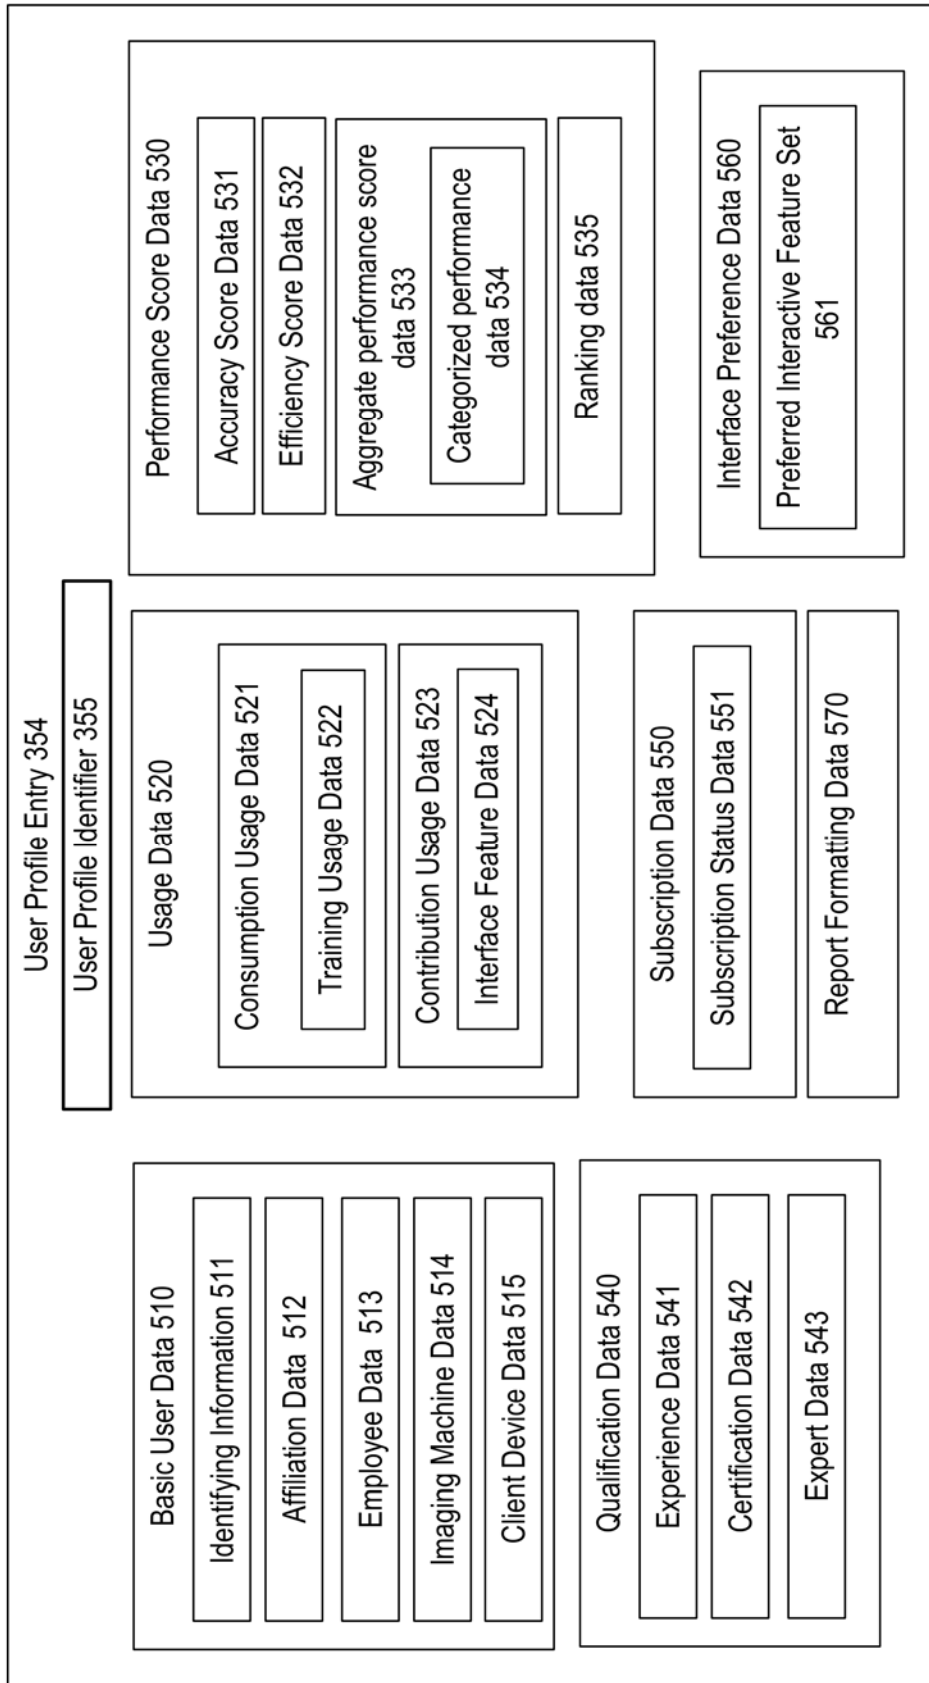 User Profile Entry 354
User Profile Identifier 355
Basic User Data 510
Identifying Information 511
Affiliation Data 512
Employee Data 513
Imaging Machine Data 514
Client Device Data 515
Usage Data 520
Consumption Usage Data 521
Training Usage Data 522
Contribution Usage Data 523
Interface Feature Data 524
Performance Score Data 530
Accuracy Score Data 531
Efficiency Score Data 532
Aggregate performance score
data 533
Categorized performance
data 534
Ranking data 535
Qualification Data 540
Experience Data 541
Certification Data 542
Expert Data 543
Subscription Data 550
Subscription Status Data 551
Report Formatting Data 570
Interface Preference Data 560
Preferred Interactive Feature Set
561